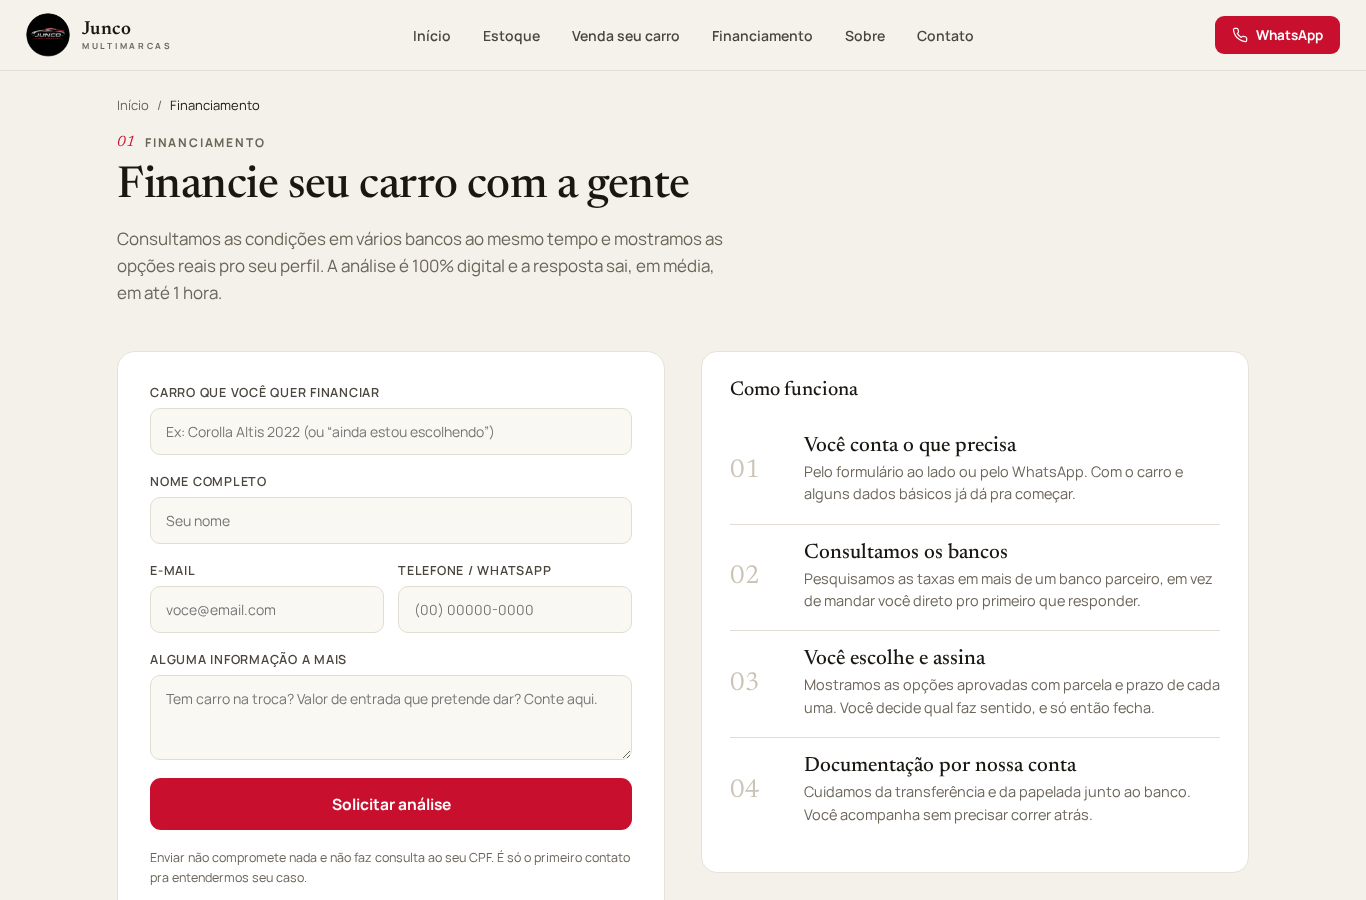 JUNCO
Junco
MULTIMARCAS
Início
Estoque
Venda seu carro
Financiamento
Sobre
Contato
WhatsApp
Início / Financiamento
01 FINANCIAMENTO
Financie seu carro com a gente
Consultamos as condições em vários bancos ao mesmo tempo e mostramos as
opções reais pro seu perfil. A análise é 100% digital e a resposta sai, em média,
em até 1 hora.
CARRO QUE VOCÊ QUER FINANCIAR
Ex: Corolla Altis 2022 (ou “ainda estou escolhendo”)
NOME COMPLETO
Seu nome
E-MAIL
voce@email.com
TELEFONE / WHATSAPP
(00) 00000-0000
ALGUMA INFORMAÇÃO A MAIS
Tem carro na troca? Valor de entrada que pretende dar? Conte aqui.
Solicitar análise
Enviar não compromete nada e não faz consulta ao seu CPF. É só o primeiro contato
pra entendermos seu caso.
Como funciona
01
Você conta o que precisa
Pelo formulário ao lado ou pelo WhatsApp. Com o carro e
alguns dados básicos já dá pra começar.
02
Consultamos os bancos
Pesquisamos as taxas em mais de um banco parceiro, em vez
de mandar você direto pro primeiro que responder.
03
Você escolhe e assina
Mostramos as opções aprovadas com parcela e prazo de cada
uma. Você decide qual faz sentido, e só então fecha.
04
Documentação por nossa conta
Cuidamos da transferência e da papelada junto ao banco.
Você acompanha sem precisar correr atrás.